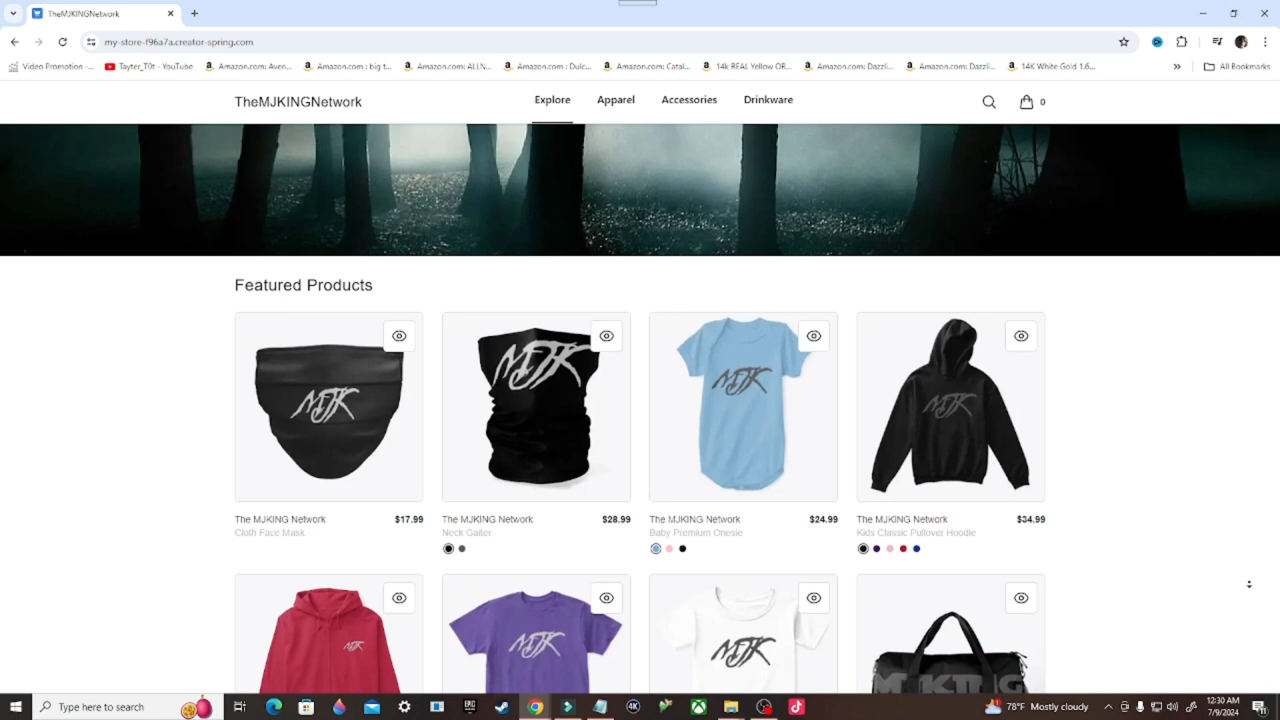 TheMJKINGNetwork
my-store-f96a7a.creator-spring.com
Video Promotion -... Tayter_T0t - YouTube Amazon.com: Aven... Amazon.com : big t... Amazon.com: ALLN... Amazon.com : Dulc... Amazon.com: Catal... 14k REAL Yellow OR... Amazon.com: Dazzli... Amazon.com: Dazzli... 14K White Gold 1.6... » All Bookmarks
TheMJKINGNetwork Explore Apparel Accessories Drinkware 0
Featured Products
MJK MJK MJK MJK
The MJKING Network $17.99 The MJKING Network $28.99 The MJKING Network $24.99 The MJKING Network $34.99
Cloth Face Mask Neck Gaiter Baby Premium Onesie Kids Classic Pullover Hoodie
MJK MJK MJK M KING
Type here to search EPIC 4K 78°F Mostly cloudy 12:30 AM
7/9/2024